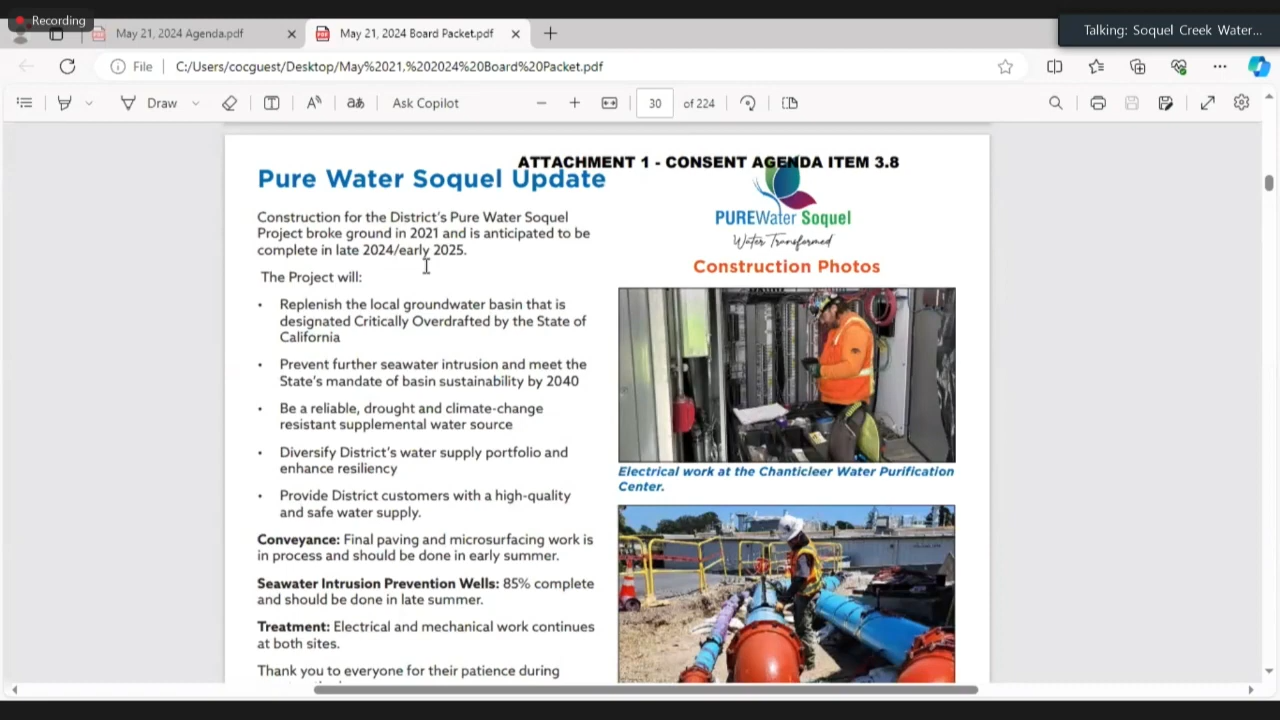 Recording
Talking: Soquel Creek Water...
May 21, 2024 Agenda.pdf
May 21, 2024 Board Packet.pdf
File
C:/Users/cocguest/Desktop/May%2021,%202024%20Board%20Packet.pdf
Draw
Ask Copilot
30 of 224
ATTACHMENT 1 - CONSENT AGENDA ITEM 3.8
Pure Water Soquel Update
Construction for the District's Pure Water Soquel
Project broke ground in 2021 and is anticipated to be
complete in late 2024/early 2025.
The Project will:
• Replenish the local groundwater basin that is
designated Critically Overdrafted by the State of
California
• Prevent further seawater intrusion and meet the
State's mandate of basin sustainability by 2040
• Be a reliable, drought and climate-change
resistant supplemental water source
• Diversify District's water supply portfolio and
enhance resiliency
• Provide District customers with a high-quality
and safe water supply.
Conveyance: Final paving and microsurfacing work is
in process and should be done in early summer.
Seawater Intrusion Prevention Wells: 85% complete
and should be done in late summer.
Treatment: Electrical and mechanical work continues
at both sites.
Thank you to everyone for their patience during
PUREWater Soquel
Water Transformed
Construction Photos
Electrical work at the Chanticleer Water Purification
Center.